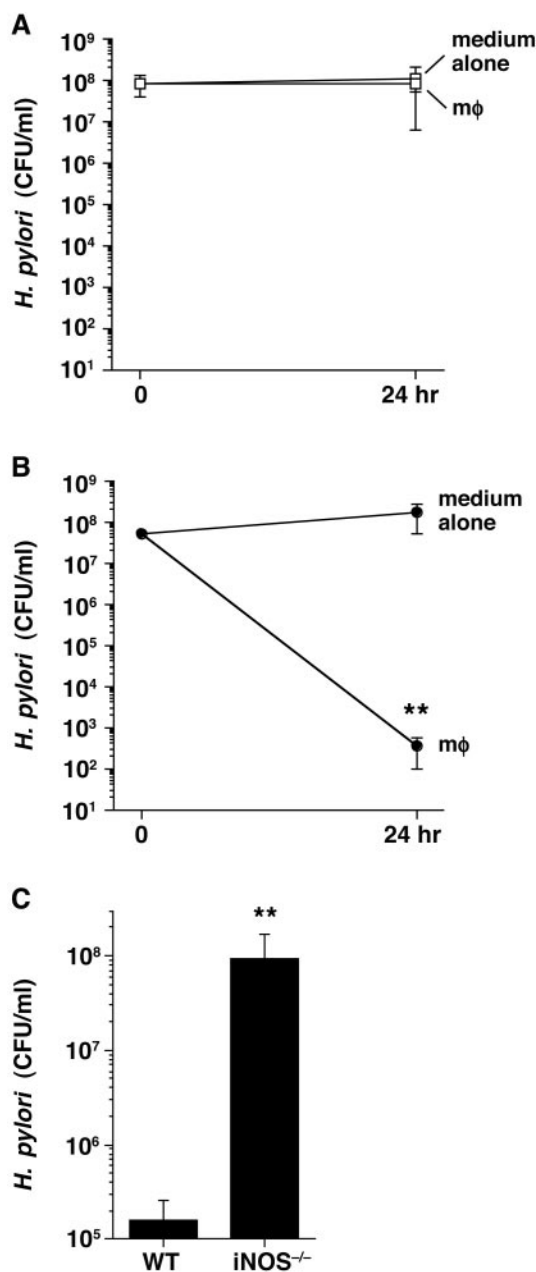 A
H. pylori (CFU/ml)
10⁹
10⁸
10⁷
10⁶
10⁵
10⁴
10³
10²
10¹
medium
alone
mϕ
0 24 hr
B
H. pylori (CFU/ml)
10⁹
10⁸
10⁷
10⁶
10⁵
10⁴
10³
10²
10¹
medium
alone
**
mϕ
0 24 hr
C
H. pylori (CFU/ml)
**
10⁸
10⁷
10⁶
10⁵
WT iNOS⁻/⁻